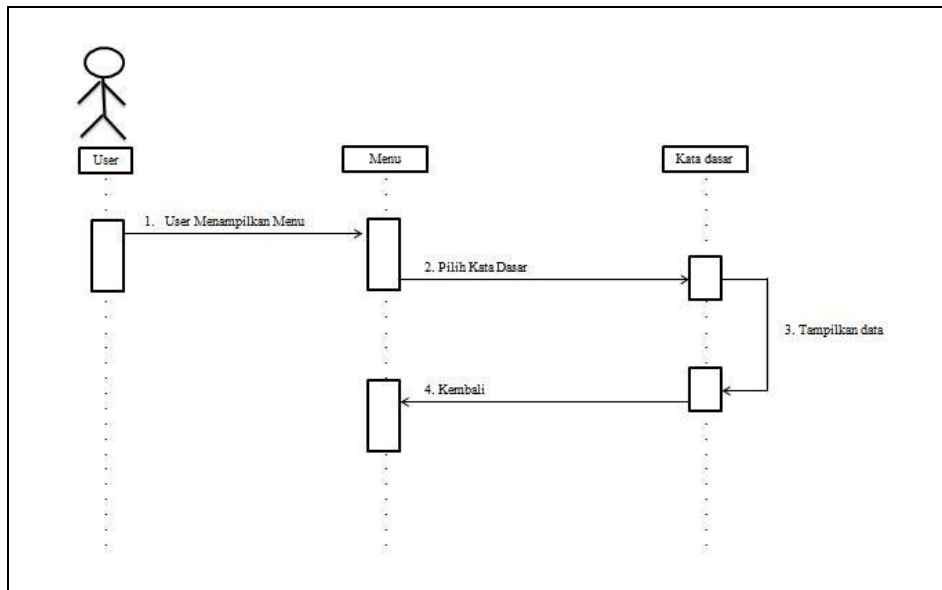 User
Menu
Kata dasar
1. User Menampilkan Menu
2. Pilih Kata Dasar
3. Tampilkan data
4. Kembali